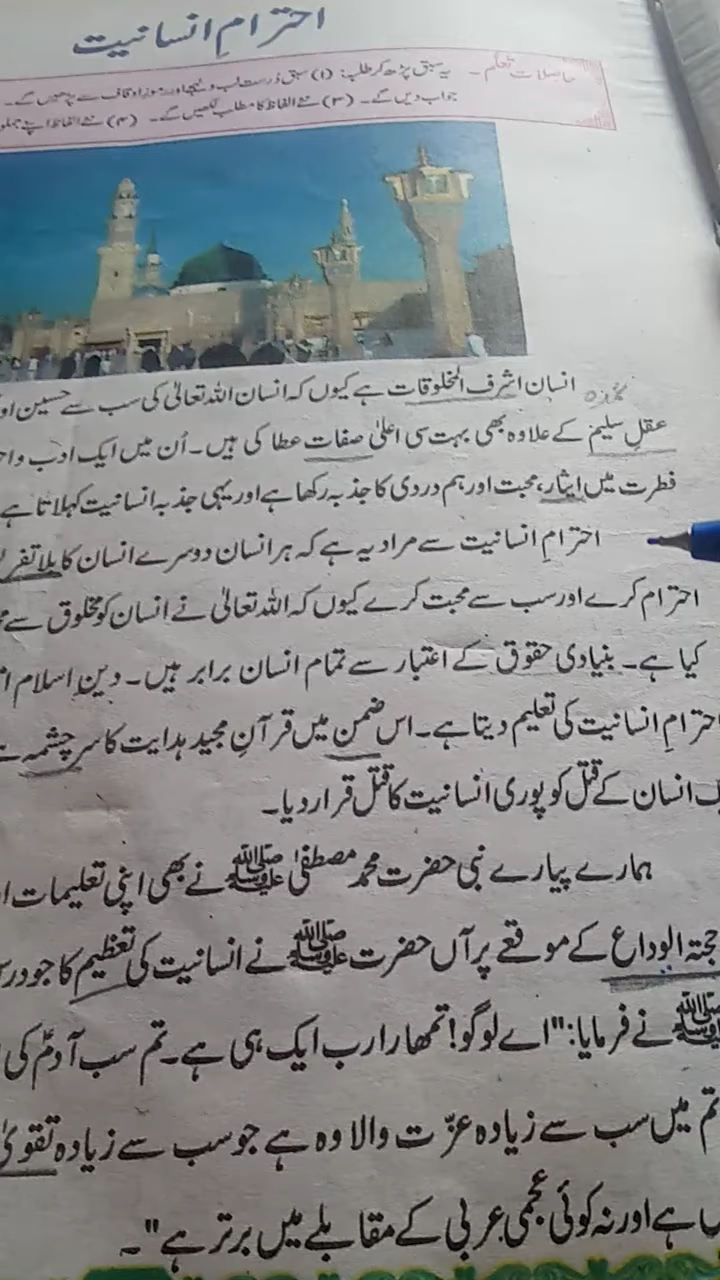 احترامِ انسانیت
حاصلاتِ تعلّم۔ یہ سبق پڑھ کر طلبہ: (۱) سبق درست لب و لہجے اور رموزِ اوقاف سے پڑھیں گے۔
جواب دیں گے۔ (۳) نئے الفاظ کا مطلب لکھیں گے۔ (۴) نئے الفاظ اپنے
انسان اشرف المخلوقات ہے کیوں کہ انسان اللہ تعالیٰ کی سب سے حسین
عقلِ سلیم کے علاوہ بھی بہت سی اعلیٰ صفات عطا کی ہیں۔ اُن میں ایک ادب و
فطرت میں ایثار، محبت اور ہم دردی کا جذبہ رکھا ہے اور یہی جذبہ انسانیت کہلاتا ہے
احترامِ انسانیت سے مراد یہ ہے کہ ہر انسان دوسرے انسان کا بلا
احترام کرے اور سب سے محبت کرے کیوں کہ اللہ تعالیٰ نے انسان کو مخلوق سے
کیا ہے۔ بنیادی حقوق کے اعتبار سے تمام انسان برابر ہیں۔ دینِ اسلام
احترامِ انسانیت کی تعلیم دیتا ہے۔ اس ضمن میں قرآنِ مجید ہدایت کا سرچشمہ
انسان کے قتل کو پوری انسانیت کا قتل قرار دیا۔
ہمارے پیارے نبی حضرت محمد مصطفیٰ ﷺ نے بھی اپنی تعلیمات
حجتہ الوداع کے موقعے پر آں حضرت ﷺ نے انسانیت کی تعظیم کا جو
ﷺ نے فرمایا: "اے لوگو! تمھارا رب ایک ہی ہے۔ تم سب آدمؑ کی
تم میں سب سے زیادہ عزّت والا وہ ہے جو سب سے زیادہ تقویٰ
ہے اور نہ کوئی عجمی عربی کے مقابلے میں برتر ہے"۔